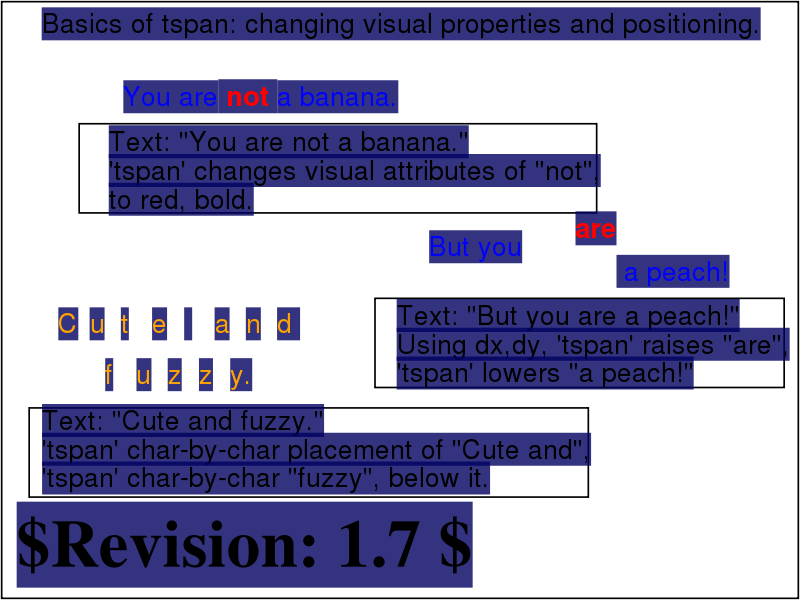 Basics of tspan: changing visual properties and positioning.
You are not a banana.
Text: "You are not a banana."
'tspan' changes visual attributes of "not",
to red, bold.
But you are a peach!
Text: "But you are a peach!"
Using dx,dy, 'tspan' raises "are",
'tspan' lowers "a peach!"
Cute and
fuzzy.
Text: "Cute and fuzzy."
'tspan' char-by-char placement of "Cute and",
'tspan' char-by-char "fuzzy", below it.
$Revision: 1.7 $